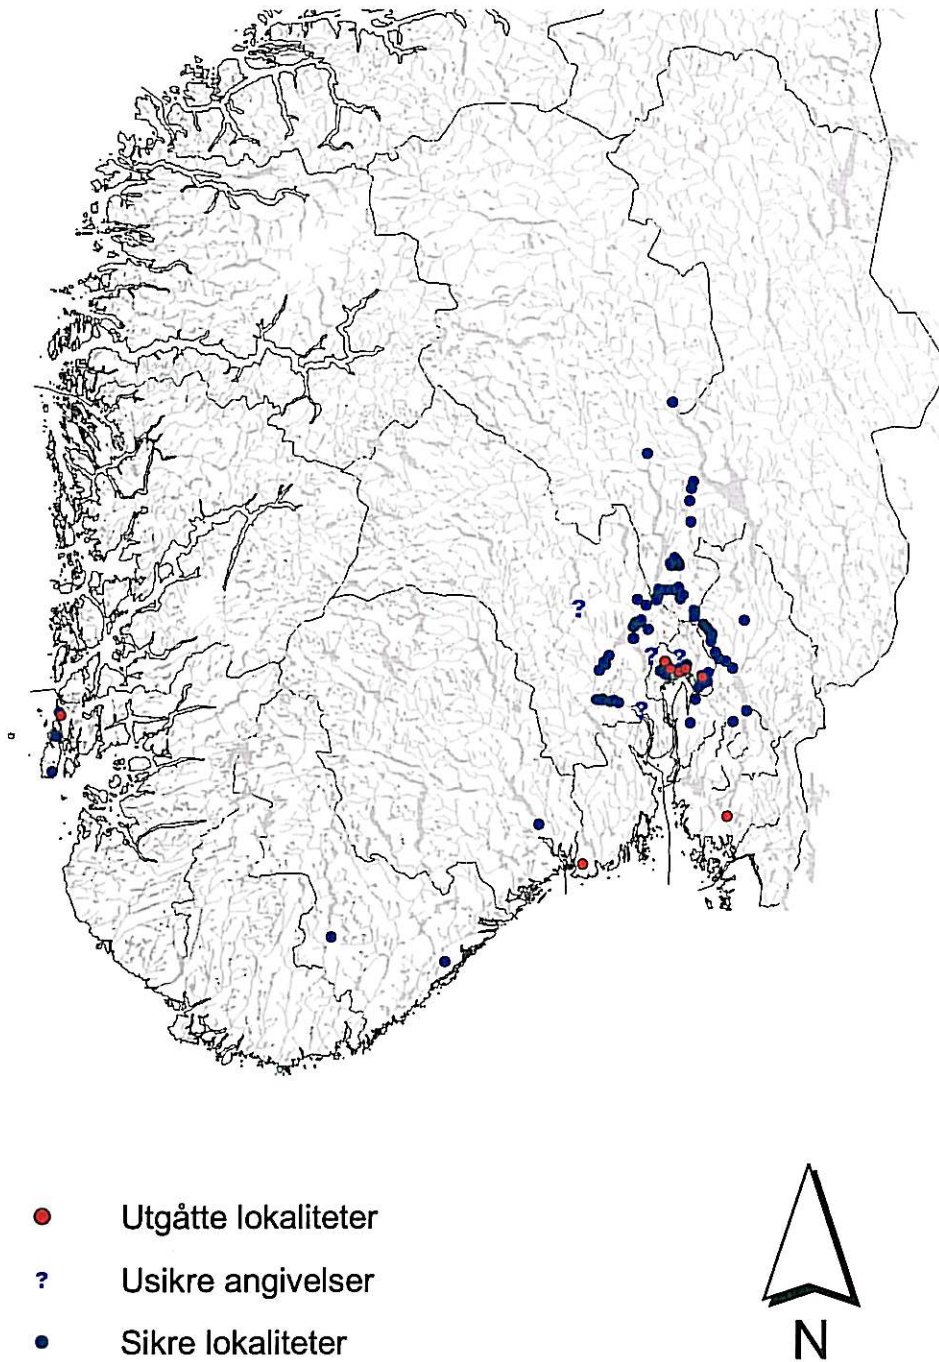 ? 
? ?
?
Utgåtte lokaliteter
? Usikre angivelser
Sikre lokaliteter
N